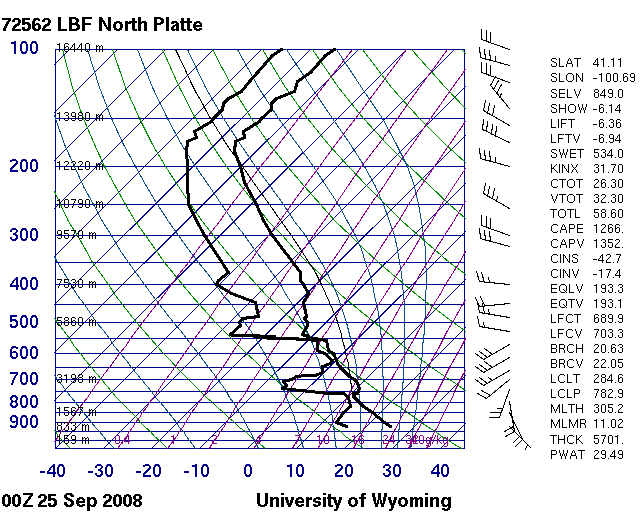 72562 LBF North Platte
100 16440 m
13980 m
200 12220 m
10790 m
300 9570 m
400 7530 m
500 5860 m
600
700 3198 m
800
1567 m
900 833 m
159 m 0.4 1 2 4 7 10 16 24 g/kg
-40 -30 -20 -10 0 10 20 30 40
00Z 25 Sep 2008 University of Wyoming
SLAT 41.11
SLON -100.69
SELV 849.0
SHOW -6.14
LIFT -6.36
LFTV -6.94
SWET 534.0
KINX 31.70
CTOT 26.30
VTOT 32.30
TOTL 58.60
CAPE 1266.
CAPV 1352.
CINS -42.7
CINV -17.4
EQLV 193.3
EQTV 193.1
LFCT 689.9
LFCV 703.3
BRCH 20.63
BRCV 22.05
LCLT 284.6
LCLP 782.9
MLTH 305.2
MLMR 11.02
THCK 5701.
PWAT 29.49